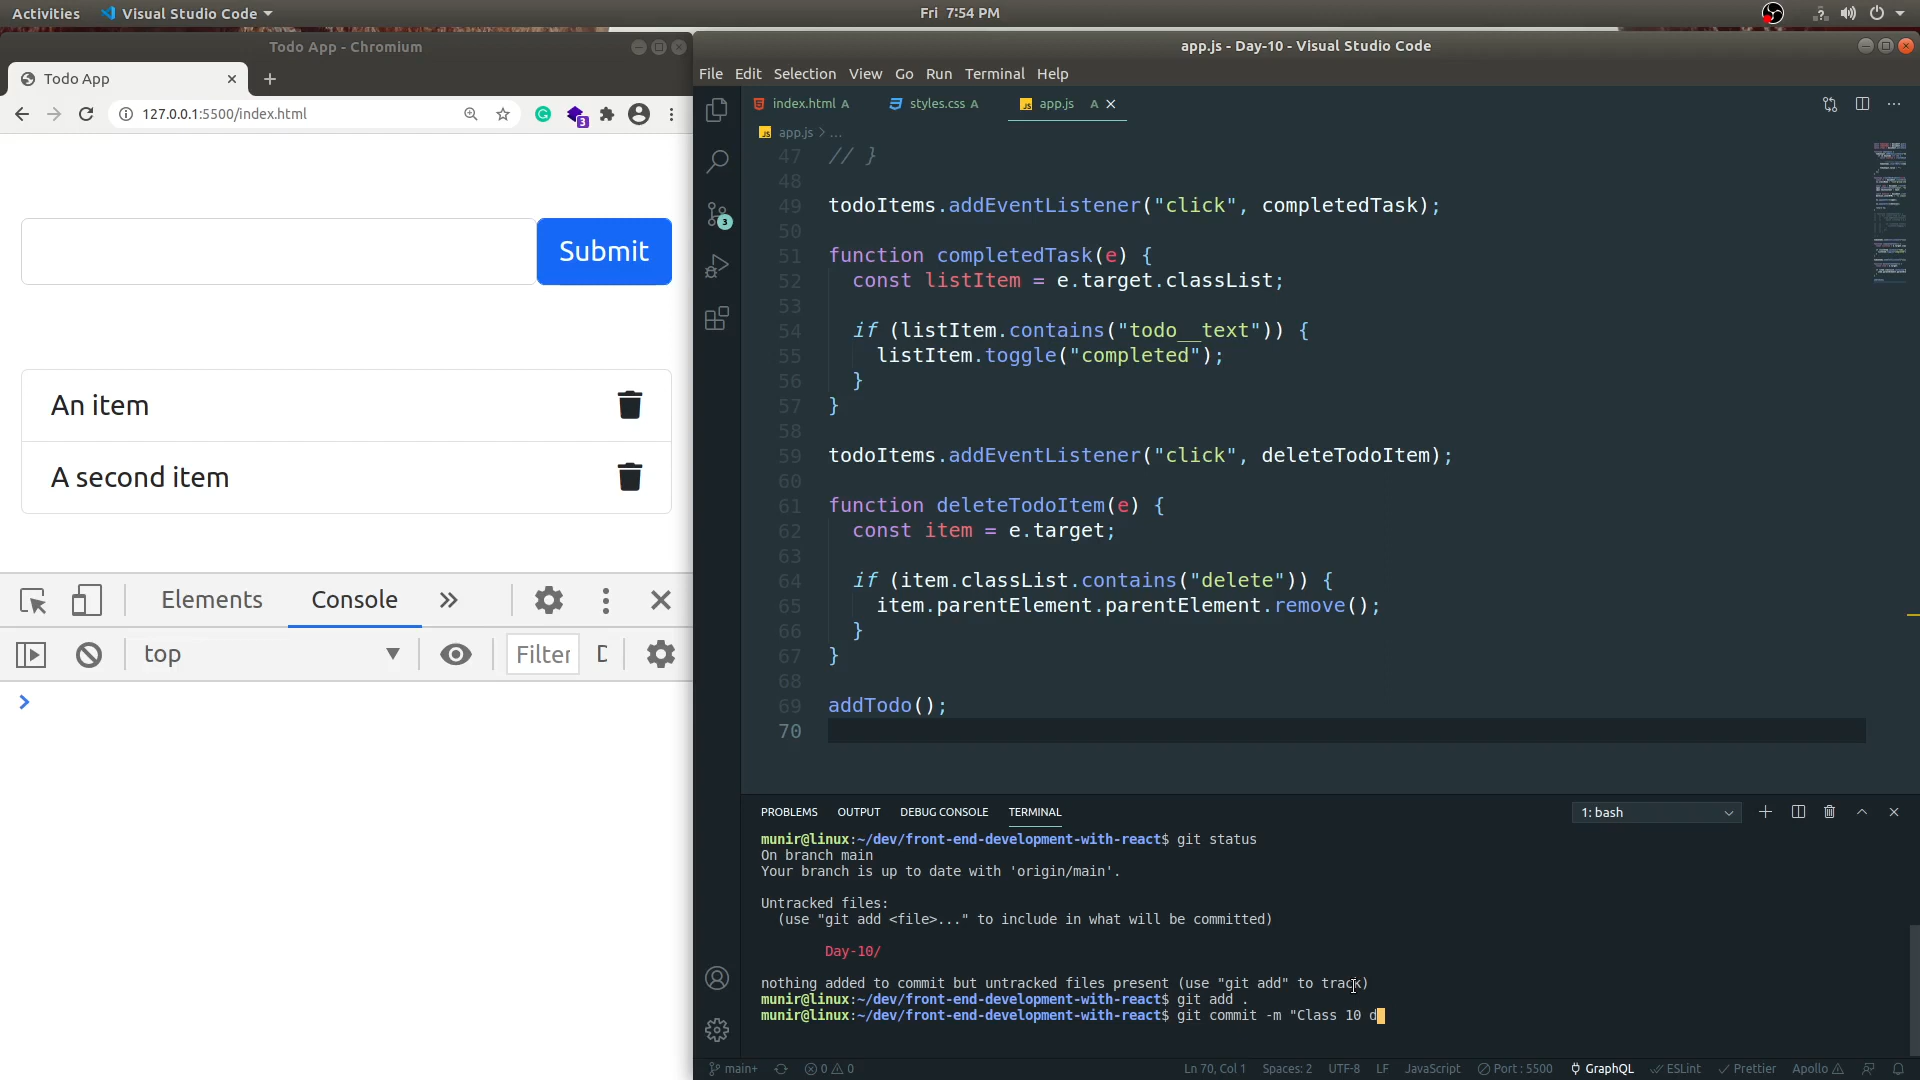 Activities
Visual Studio Code
Fri 7:54 PM
Todo App - Chromium
Todo App
127.0.0.1:5500/index.html
3
Submit
An item
A second item
Elements
Console
top
Filter
D
app.js - Day-10 - Visual Studio Code
File Edit Selection View Go Run Terminal Help
index.html A
styles.css A
JS app.js A
JS app.js > ...
3
47 // }
48
49 todoItems.addEventListener("click", completedTask);
50
51 function completedTask(e) {
52 const listItem = e.target.classList;
53
54 if (listItem.contains("todo__text")) {
55 listItem.toggle("completed");
56 }
57 }
58
59 todoItems.addEventListener("click", deleteTodoItem);
60
61 function deleteTodoItem(e) {
62 const item = e.target;
63
64 if (item.classList.contains("delete")) {
65 item.parentElement.parentElement.remove();
66 }
67 }
68
69 addTodo();
70
PROBLEMS OUTPUT DEBUG CONSOLE TERMINAL
1: bash
munir@linux:~/dev/front-end-development-with-react$ git status
On branch main
Your branch is up to date with 'origin/main'.
Untracked files:
(use "git add <file>..." to include in what will be committed)
Day-10/
nothing added to commit but untracked files present (use "git add" to track)
munir@linux:~/dev/front-end-development-with-react$ git add .
munir@linux:~/dev/front-end-development-with-react$ git commit -m "Class 10 d
main+ 0 0
Ln 70, Col 1 Spaces: 2 UTF-8 LF JavaScript Port : 5500 GraphQL ESLint Prettier Apollo